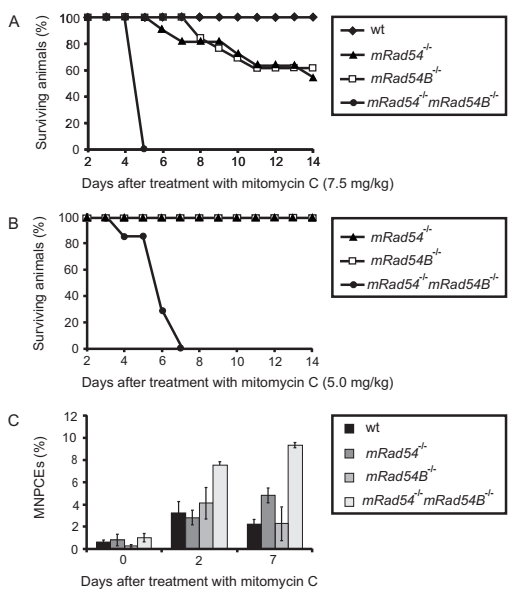 A
Surviving animals (%)
100
80
60
40
20
0
2 4 6 8 10 12 14
Days after treatment with mitomycin C (7.5 mg/kg)
wt
mRad54-/-
mRad54B-/-
mRad54-/-mRad54B-/-
B
Surviving animals (%)
100
80
60
40
20
0
2 4 6 8 10 12 14
Days after treatment with mitomycin C (5.0 mg/kg)
mRad54-/-
mRad54B-/-
mRad54-/-mRad54B-/-
C
MNPCEs (%)
12
10
8
6
4
2
0
0 2 7
Days after treatment with mitomycin C
wt
mRad54-/-
mRad54B-/-
mRad54-/-mRad54B-/-